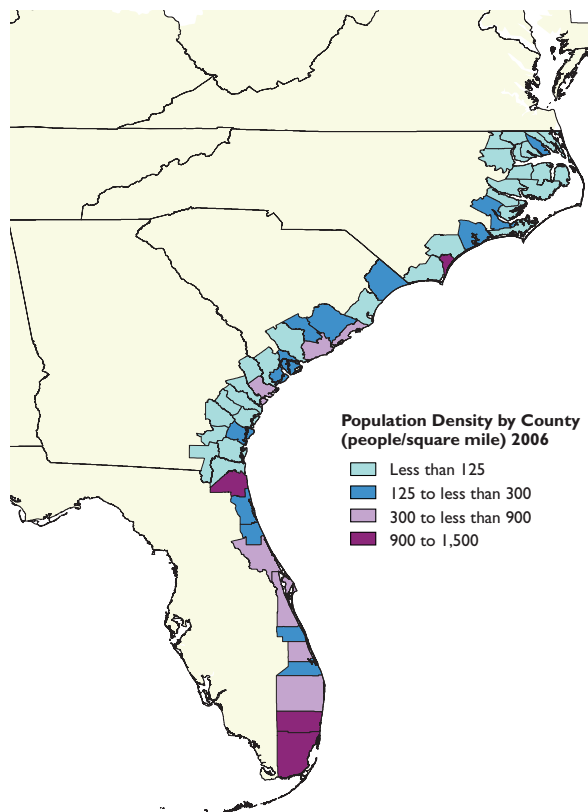 Population Density by County
(people/square mile) 2006
Less than 125
125 to less than 300
300 to less than 900
900 to 1,500